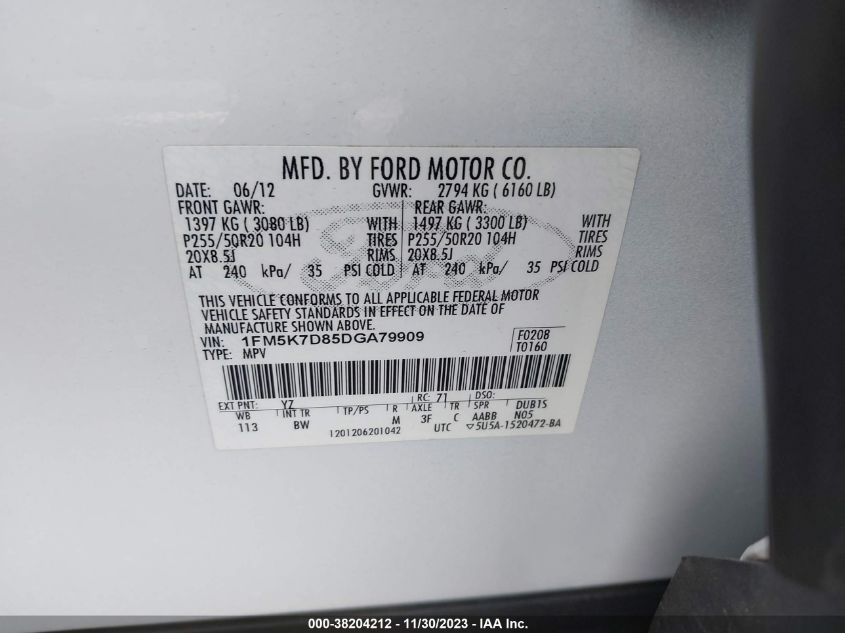 MFD. BY FORD MOTOR CO.
DATE: 06/12 GVWR: 2794 KG ( 6160 LB)
FRONT GAWR: REAR GAWR:
1397 KG ( 3080 LB) WITH 1497 KG ( 3300 LB) WITH
P255/50R20 104H TIRES P255/50R20 104H TIRES
20X8.5J RIMS 20X8.5J RIMS
AT 240 kPa/ 35 PSI COLD AT 240 kPa/ 35 PSI COLD
Ford
THIS VEHICLE CONFORMS TO ALL APPLICABLE FEDERAL MOTOR
VEHICLE SAFETY STANDARDS IN EFFECT ON THE DATE OF
MANUFACTURE SHOWN ABOVE.
VIN: 1FM5K7D85DGA79909 F0208
TYPE: MPV T0160
EXT PNT: YZ RC: 71 DSO:
WB INT TR TP/PS R AXLE TR SPR DUB1S
113 BW M 3F C AABB N05
1201206201042 UTC ▽5U5A-1520472-BA
000-38204212 - 11/30/2023 - IAA Inc.